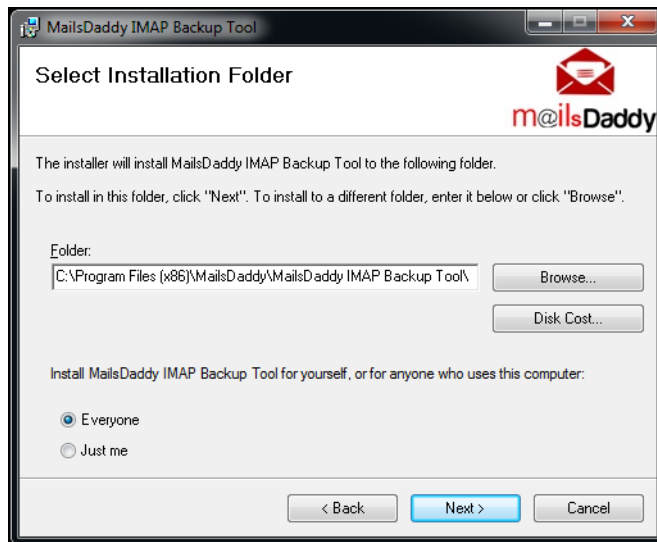 MailsDaddy IMAP Backup Tool
Select Installation Folder
m@ilsDaddy
The installer will install MailsDaddy IMAP Backup Tool to the following folder.
To install in this folder, click "Next". To install to a different folder, enter it below or click "Browse".
Folder:
C:\Program Files (x86)\MailsDaddy\MailsDaddy IMAP Backup Tool\
Browse...
Disk Cost...
Install MailsDaddy IMAP Backup Tool for yourself, or for anyone who uses this computer:
Everyone
Just me
< Back
Next >
Cancel